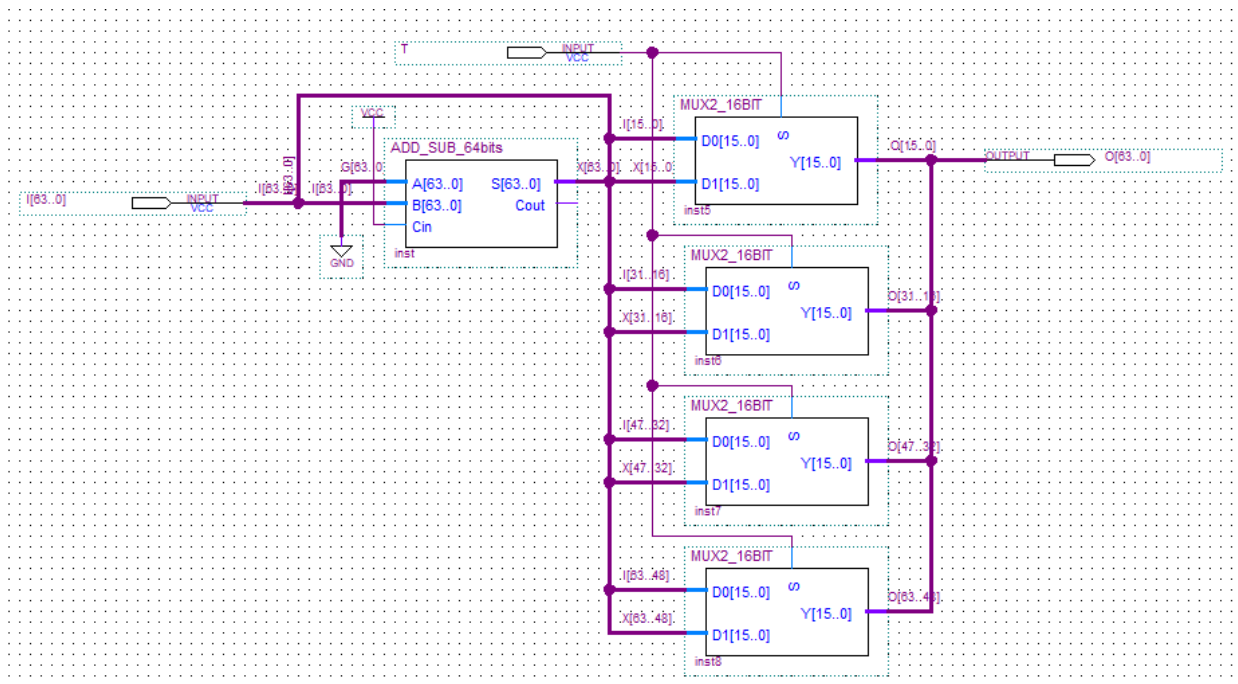 T
INPUT
VCC
VCC
ADD_SUB_64bits
G[63..0
A[63..0]
S[63..0]
B[63..0]
Cout
Cin
inst
GND
I[63..0]
INPUT
VCC
I[63..0]
I[63..0]
X[63..0]
X[15..0
MUX2_16BIT
I[15..0]
D0[15..0]
S
Y[15..0]
D1[15..0]
inst5
O[15..0]
OUTPUT
O[63..0]
MUX2_16BIT
I[31..16]
D0[15..0]
S
Y[15..0]
X[31..16]
D1[15..0]
inst6
O[31..16]
MUX2_16BIT
I[47..32]
D0[15..0]
S
Y[15..0]
X[47..32]
D1[15..0]
inst7
O[47..32]
MUX2_16BIT
I[63..48]
D0[15..0]
S
Y[15..0]
X[63..48]
D1[15..0]
inst8
O[63..48]